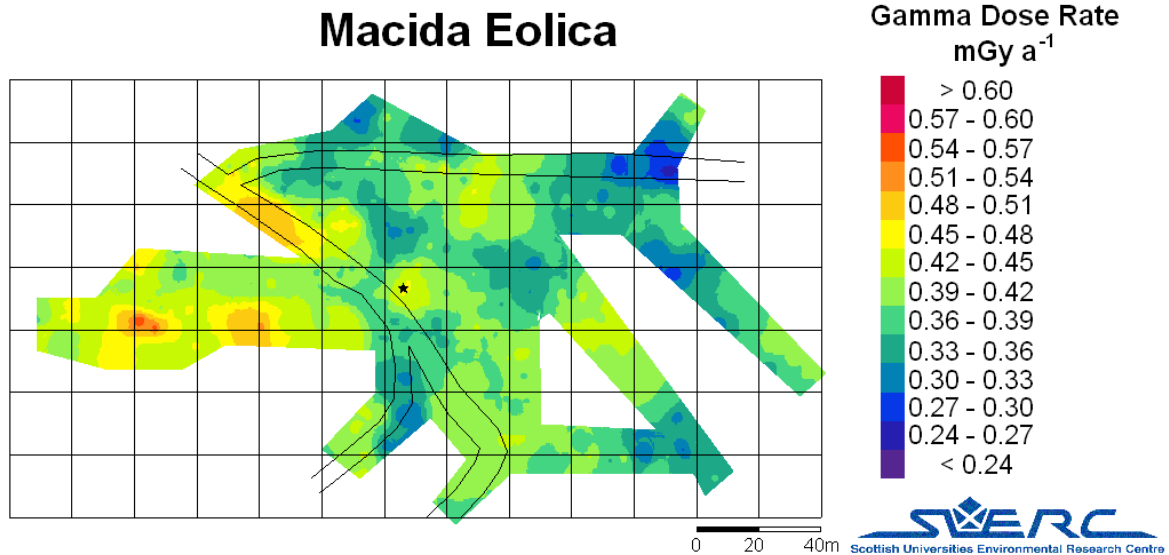 Macida Eolica
Gamma Dose Rate
mGy a⁻¹
> 0.60
0.57 - 0.60
0.54 - 0.57
0.51 - 0.54
0.48 - 0.51
0.45 - 0.48
0.42 - 0.45
0.39 - 0.42
0.36 - 0.39
0.33 - 0.36
0.30 - 0.33
0.27 - 0.30
0.24 - 0.27
< 0.24
0 20 40m
SUERC
Scottish Universities Environmental Research Centre